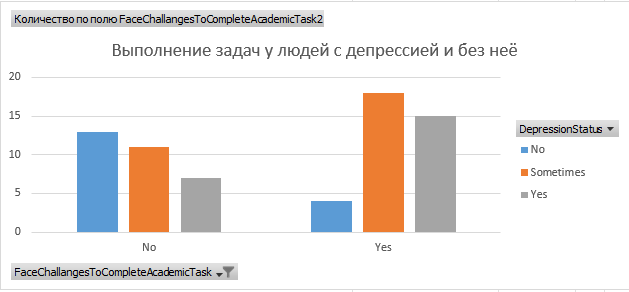 Количество по полю FaceChallangesToCompleteAcademicTask2
Выполнение задач у людей с депрессией и без неё
20
15
10
5
0
No
Yes
DepressionStatus
No
Sometimes
Yes
FaceChallangesToCompleteAcademicTask